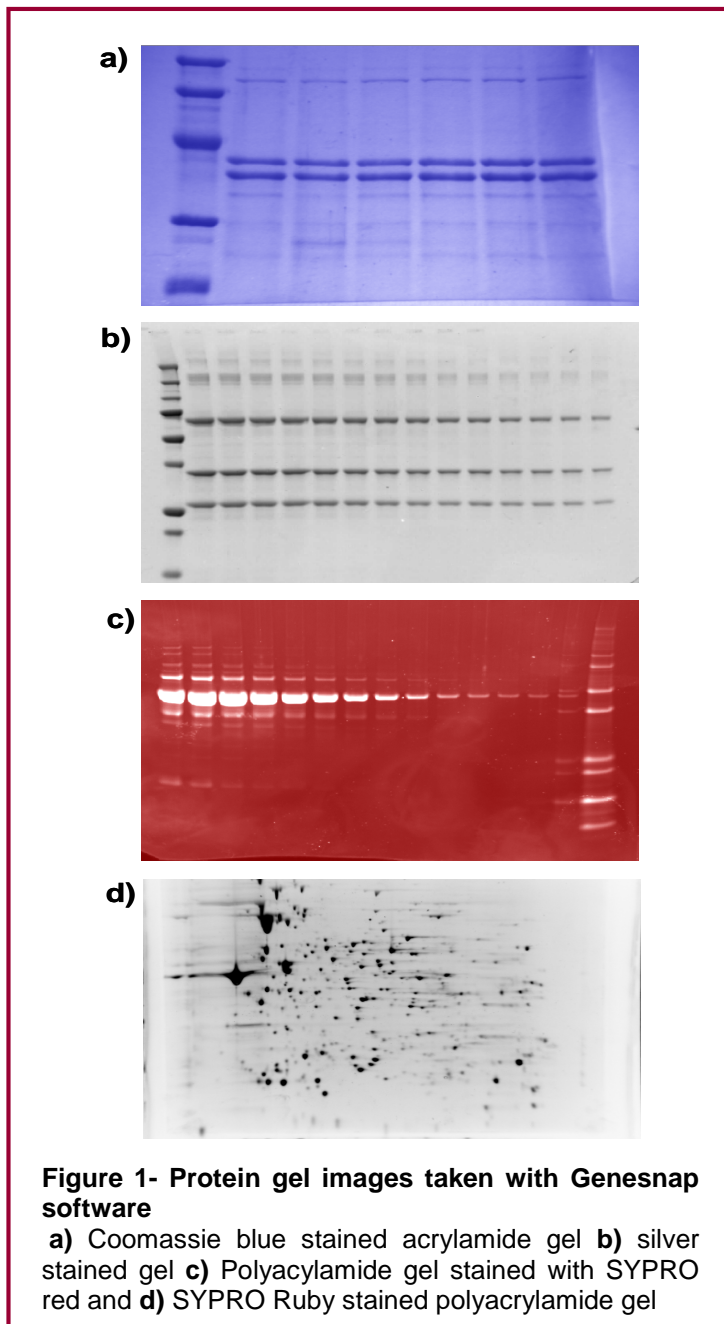 a)
b)
c)
d)
Figure 1- Protein gel images taken with Genesnap
software
a) Coomassie blue stained acrylamide gel b) silver
stained gel c) Polyacylamide gel stained with SYPRO
red and d) SYPRO Ruby stained polyacrylamide gel